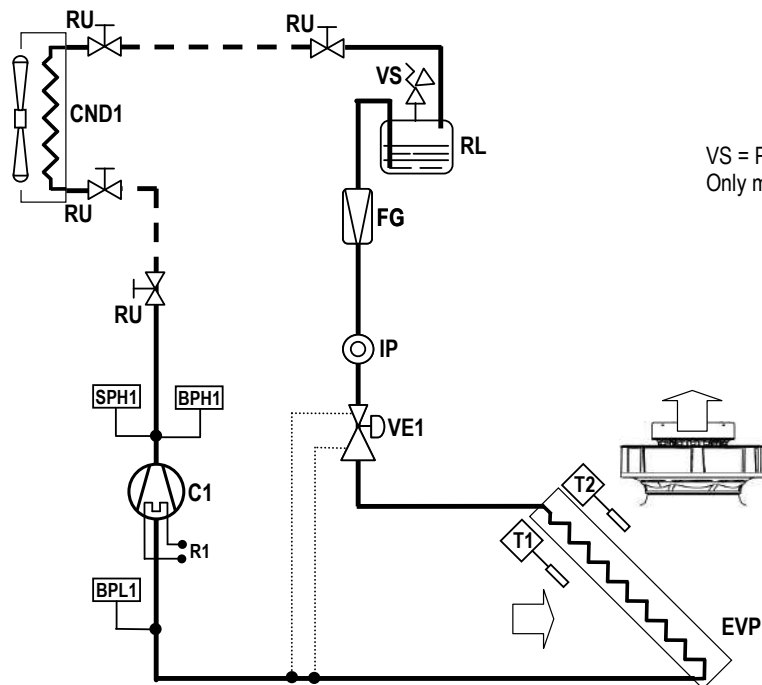 RU
RU
CND1
VS
RL
VS = P
Only m
RU
FG
RU
IP
SPH1
BPH1
VE1
C1
T2
R1
T1
BPL1
EVP